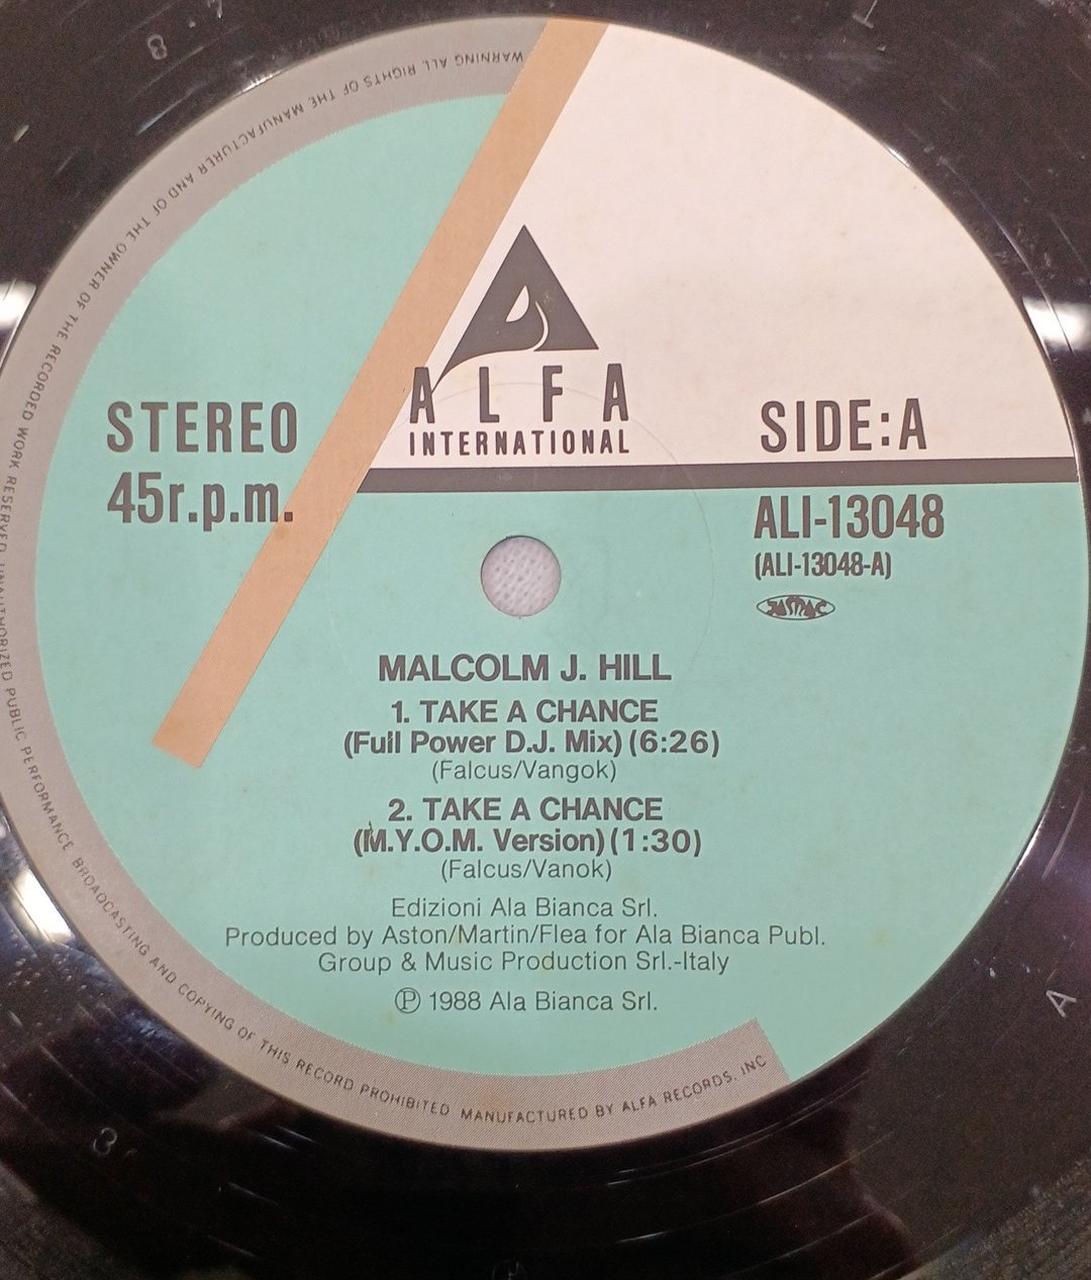 WARNING ALL RIGHTS OF THE MANUFACTURER AND OF THE OWNER OF THE RECORDED WORK RESERVED UNAUTHORIZED PUBLIC PERFORMANCE BROADCASTING AND COPYING OF THIS RECORD PROHIBITED MANUFACTURED BY ALFA RECORDS, INC
ALFA
INTERNATIONAL
STEREO
45r.p.m.
SIDE:A
ALI-13048
(ALI-13048-A)
JASRAC
MALCOLM J. HILL
1. TAKE A CHANCE
(Full Power D.J. Mix) (6:26)
(Falcus/Vangok)
2. TAKE A CHANCE
(M.Y.O.M. Version) (1:30)
(Falcus/Vanok)
Edizioni Ala Bianca Srl.
Produced by Aston/Martin/Flea for Ala Bianca Publ.
Group & Music Production Srl.-Italy
Ⓟ 1988 Ala Bianca Srl.